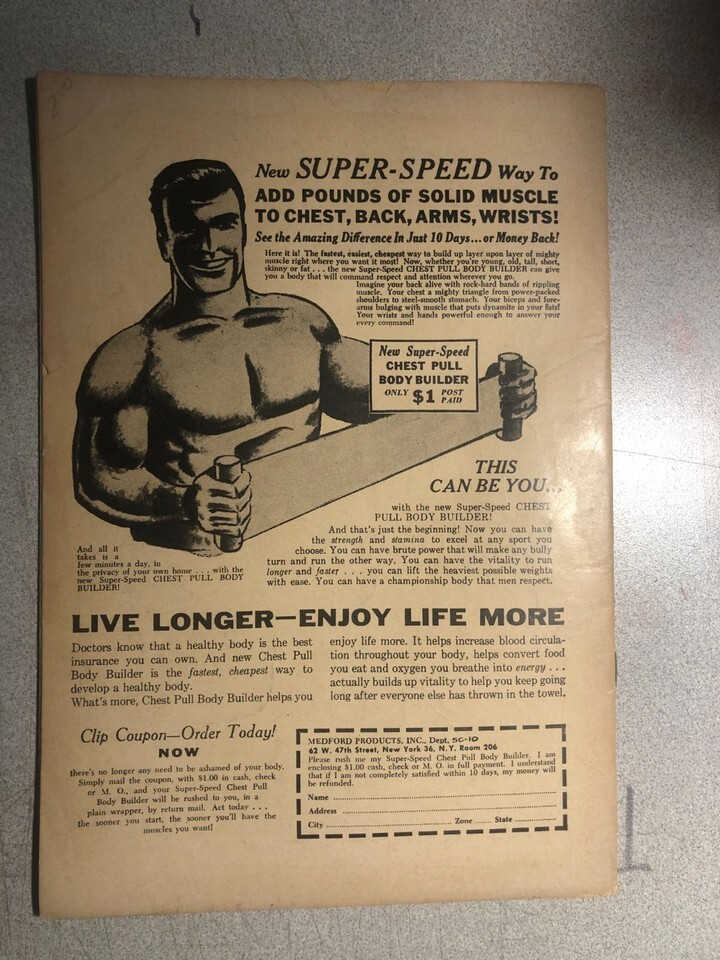 New SUPER-SPEED Way To
ADD POUNDS OF SOLID MUSCLE
TO CHEST, BACK, ARMS, WRISTS!
See the Amazing Difference In Just 10 Days...or Money Back!
Here it is! The fastest, easiest, cheapest way to build up layer upon layer of mighty
muscle right where you want it most! Now, whether you're young, old, tall, short,
skinny or fat . . . the new Super-Speed CHEST PULL BODY BUILDER can give
you a body that will command respect and attention wherever you go.
Imagine your back alive with rock-hard bands of rippling
muscle. Your chest a mighty triangle from power-packed
shoulders to steel-smooth stomach. Your biceps and fore-
arms bulging with muscle that puts dynamite in your fists!
Your wrists and hands powerful enough to answer your
every command!
New Super-Speed
CHEST PULL
BODY BUILDER
ONLY $1 POST PAID
THIS
CAN BE YOU...
with the new Super-Speed CHEST
PULL BODY BUILDER!
And that's just the beginning! Now you can have
the strength and stamina to excel at any sport you
choose. You can have brute power that will make any bully
turn and run the other way. You can have the vitality to run
longer and faster . . . you can lift the heaviest possible weights
with ease. You can have a championship body that men respect.
And all it
takes is a
few minutes a day, in
the privacy of your own home . . . with the
new Super-Speed CHEST PULL BODY
BUILDER!
LIVE LONGER—ENJOY LIFE MORE
Doctors know that a healthy body is the best
insurance you can own. And new Chest Pull
Body Builder is the fastest, cheapest way to
develop a healthy body.
What's more, Chest Pull Body Builder helps you
enjoy life more. It helps increase blood circula-
tion throughout your body, helps convert food
you eat and oxygen you breathe into energy . . .
actually builds up vitality to help you keep going
long after everyone else has thrown in the towel.
Clip Coupon—Order Today!
NOW
there's no longer any need to be ashamed of your body.
Simply mail the coupon, with $1.00 in cash, check
or M. O., and your Super-Speed Chest Pull
Body Builder will be rushed to you, in a
plain wrapper, by return mail. Act today . . .
the sooner you start, the sooner you'll have the
muscles you want!
MEDFORD PRODUCTS, INC., Dept. SC-10
62 W. 47th Street, New York 36, N.Y. Room 206
Please rush me my Super-Speed Chest Pull Body Builder. I am
enclosing $1.00 cash, check or M. O. in full payment. I understand
that if I am not completely satisfied within 10 days, my money will
be refunded.
Name
Address
City Zone State